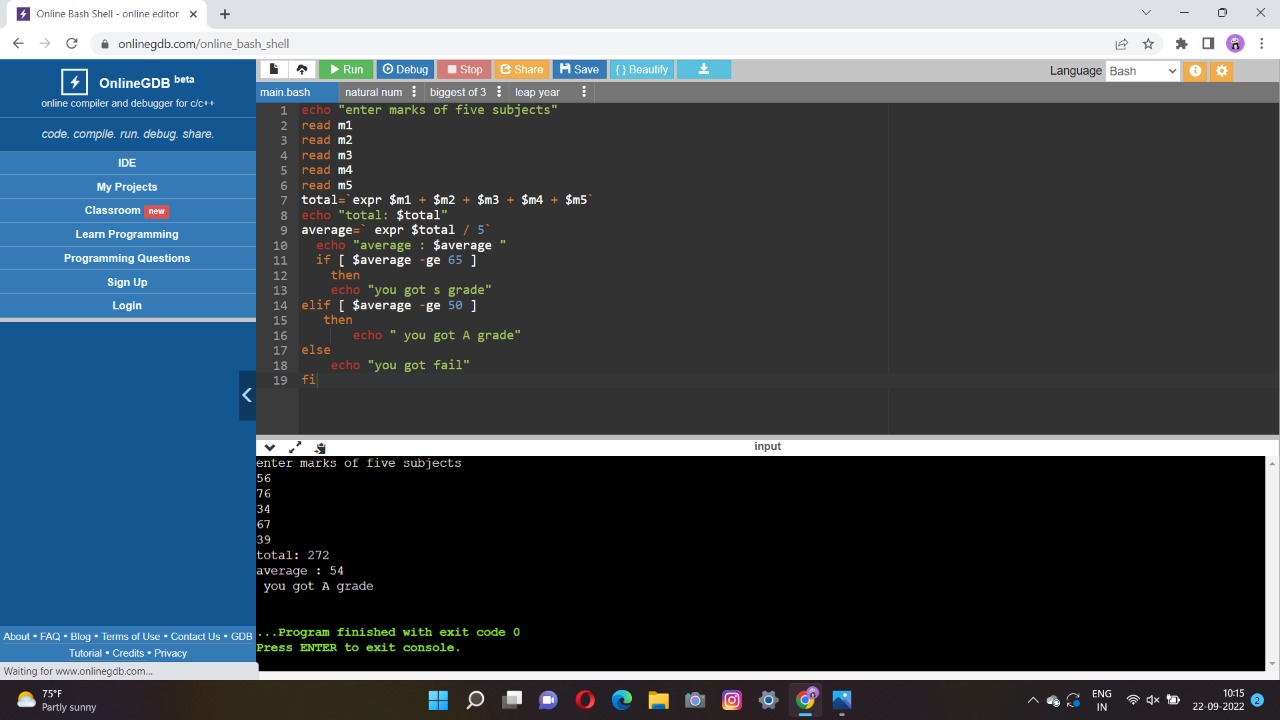 Online Bash Shell - online editor
onlinegdb.com/online_bash_shell
OnlineGDB beta
online compiler and debugger for c/c++
code. compile. run. debug. share.
IDE
My Projects
Classroom new
Learn Programming
Programming Questions
Sign Up
Login
About • FAQ • Blog • Terms of Use • Contact Us • GDB
Tutorial • Credits • Privacy
Waiting for www.onlinegdb.com...
Run Debug Stop Share Save { } Beautify
Language Bash
main.bash natural num biggest of 3 leap year
1 echo "enter marks of five subjects"
2 read m1
3 read m2
4 read m3
5 read m4
6 read m5
7 total=`expr $m1 + $m2 + $m3 + $m4 + $m5`
8 echo "total: $total"
9 average=` expr $total / 5`
10 echo "average : $average "
11 if [ $average -ge 65 ]
12 then
13 echo "you got s grade"
14 elif [ $average -ge 50 ]
15 then
16 echo " you got A grade"
17 else
18 echo "you got fail"
19 fi
input
enter marks of five subjects
56
76
34
67
39
total: 272
average : 54
you got A grade
...Program finished with exit code 0
Press ENTER to exit console.
75°F
Partly sunny
ENG
IN
10:15
22-09-2022
2